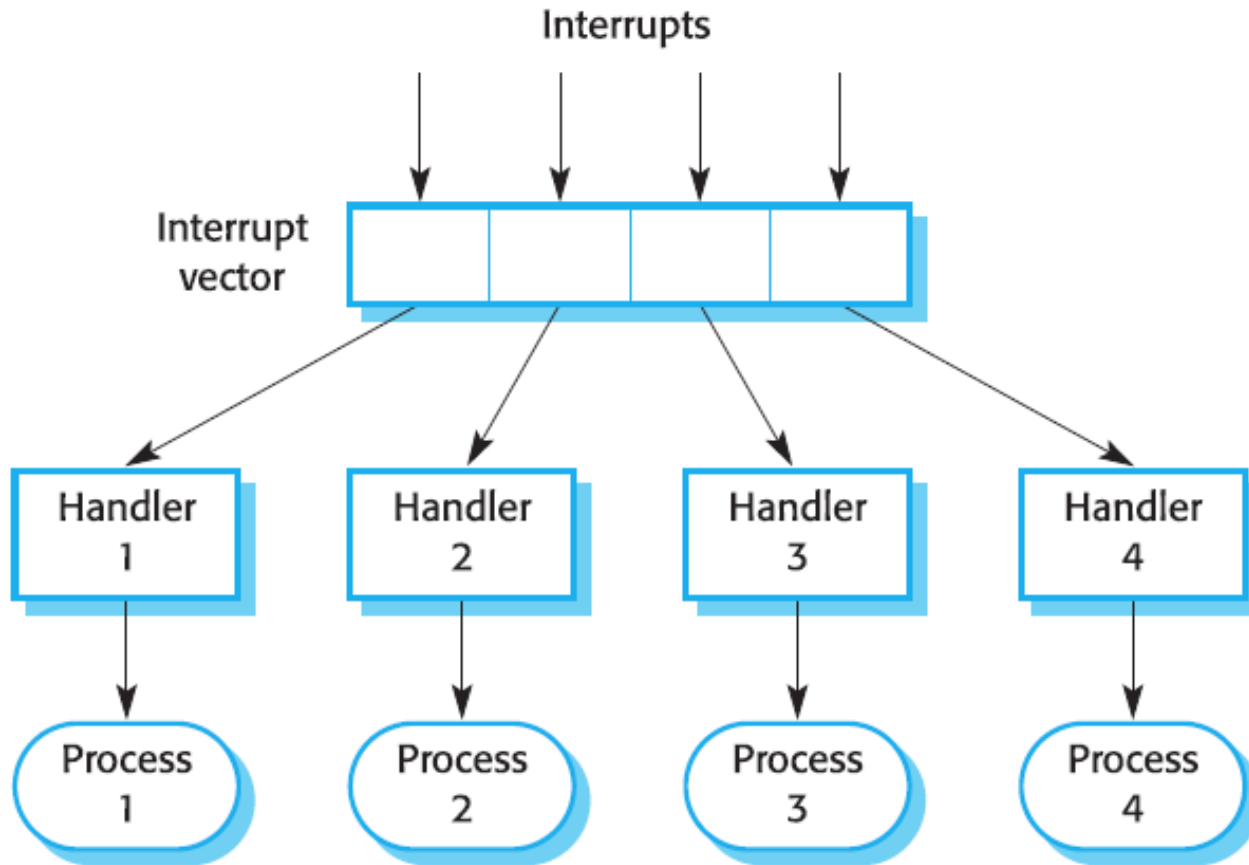 Interrupts
Interrupt
vector
Handler
1
Handler
2
Handler
3
Handler
4
Process
1
Process
2
Process
3
Process
4